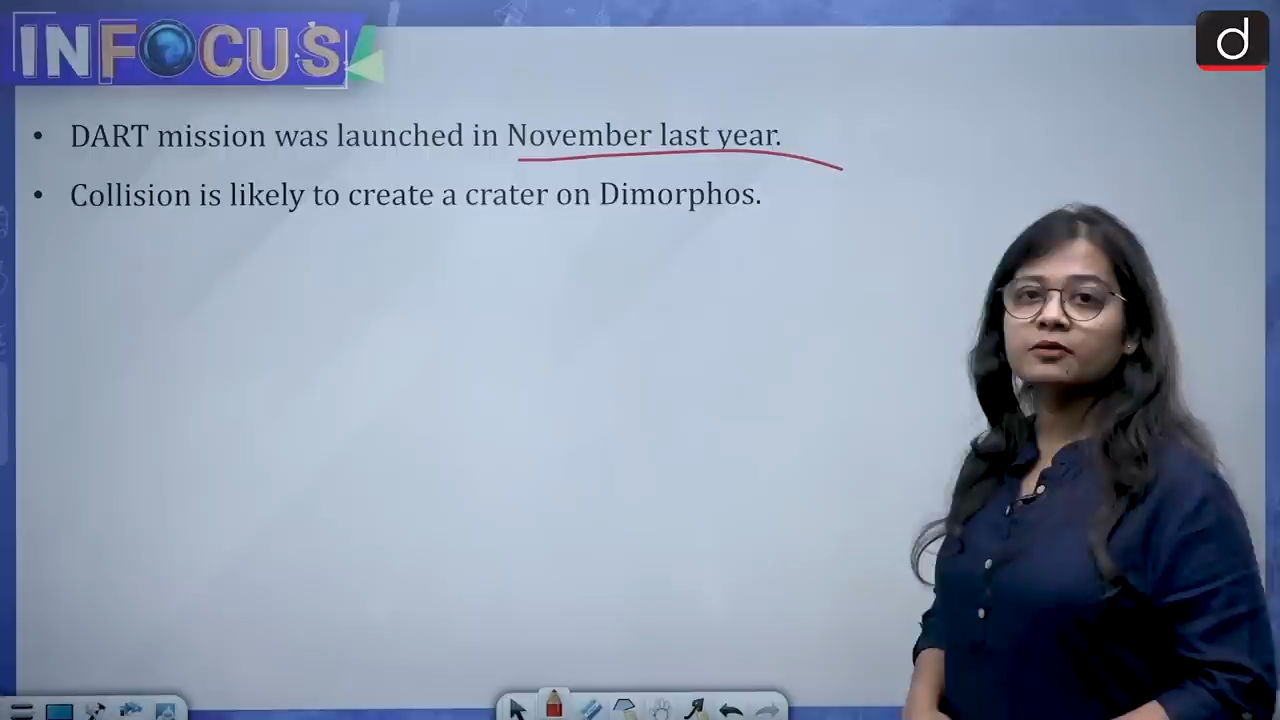 INFOCUS
d
• DART mission was launched in November last year.
• Collision is likely to create a crater on Dimorphos.